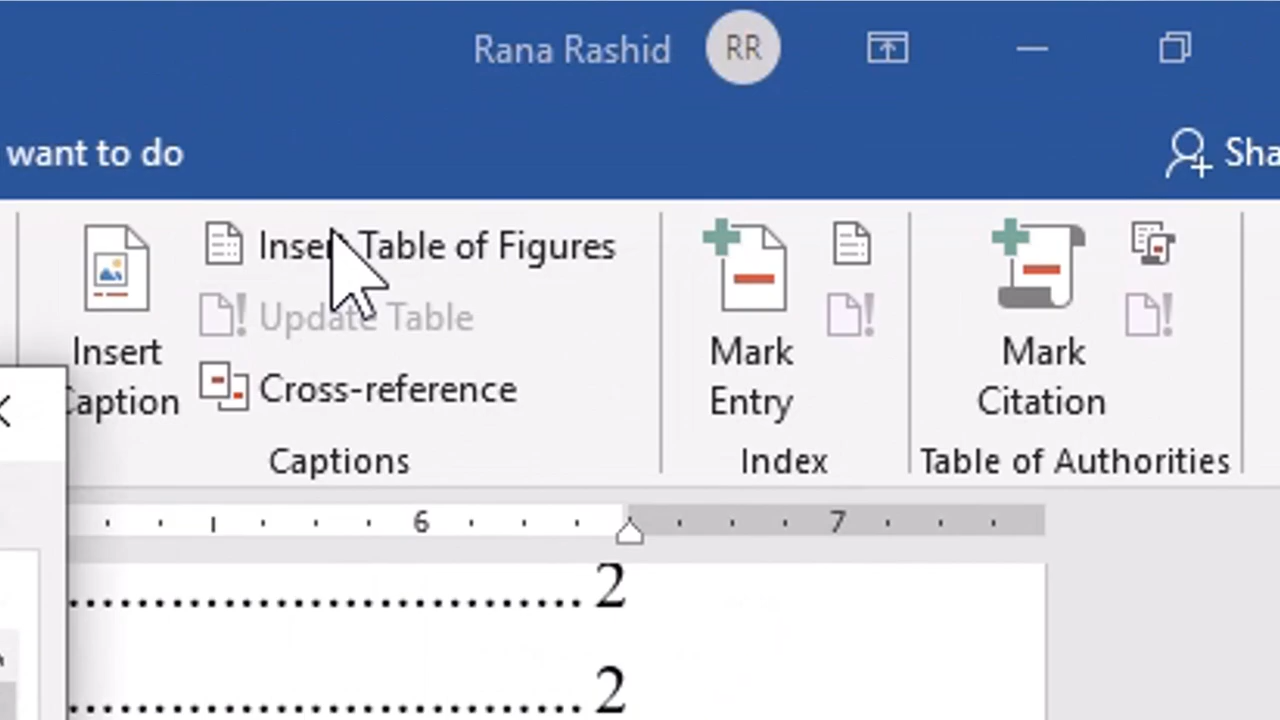 Rana Rashid RR
want to do Sha
Insert Table of Figures
Update Table
Insert Caption
Cross-reference
Mark Entry
Mark Citation
Captions Index Table of Authorities
6 7
.............................. 2
.............................. 2